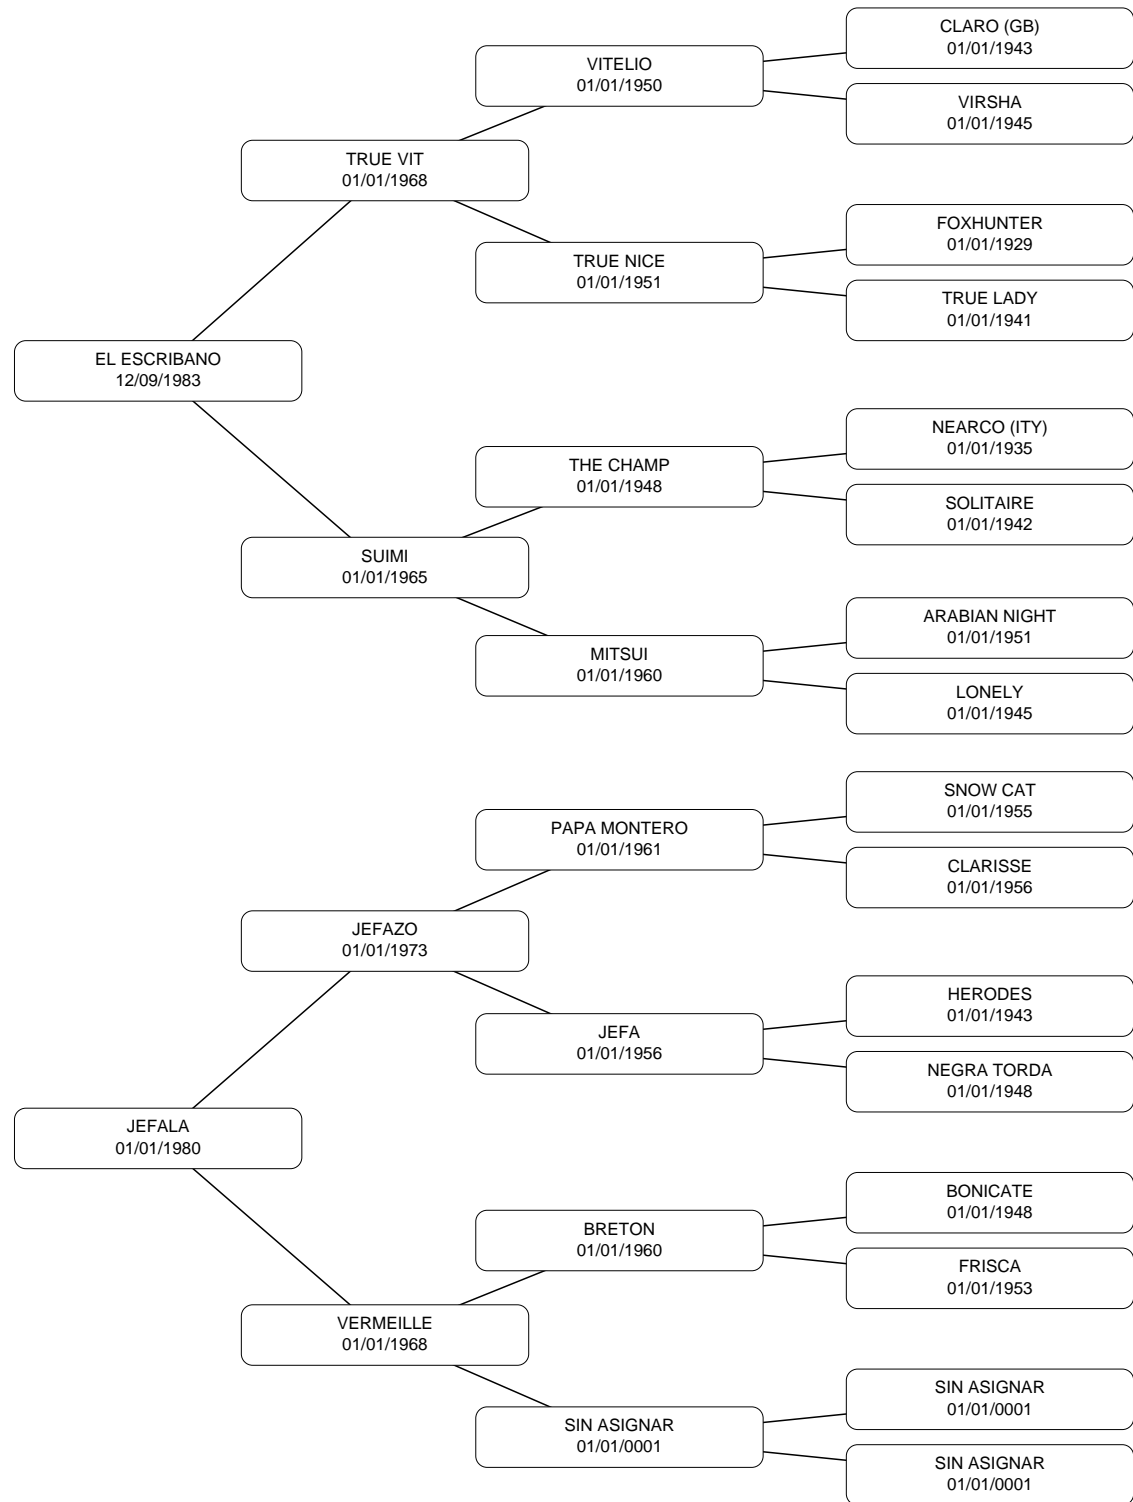 CLARO (GB)
01/01/1943
VITELIO
01/01/1950
VIRSHA
01/01/1945
TRUE VIT
01/01/1968
FOXHUNTER
01/01/1929
TRUE NICE
01/01/1951
TRUE LADY
01/01/1941
EL ESCRIBANO
12/09/1983
NEARCO (ITY)
01/01/1935
THE CHAMP
01/01/1948
SOLITAIRE
01/01/1942
SUIMI
01/01/1965
ARABIAN NIGHT
01/01/1951
MITSUI
01/01/1960
LONELY
01/01/1945
SNOW CAT
01/01/1955
PAPA MONTERO
01/01/1961
CLARISSE
01/01/1956
JEFAZO
01/01/1973
HERODES
01/01/1943
JEFA
01/01/1956
NEGRA TORDA
01/01/1948
JEFALA
01/01/1980
BONICATE
01/01/1948
BRETON
01/01/1960
FRISCA
01/01/1953
VERMEILLE
01/01/1968
SIN ASIGNAR
01/01/0001
SIN ASIGNAR
01/01/0001
SIN ASIGNAR
01/01/0001